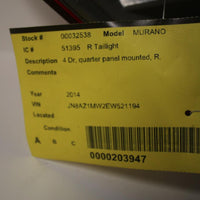 Stock # 00032538 Model MURANO
IC # 51395 R Taillight
Description 4 Dr, quarter panel mounted, R.
Comments
Year 2014
VIN JN8AZ1MW2EW521194
Located
Condition
A B C
0000203947